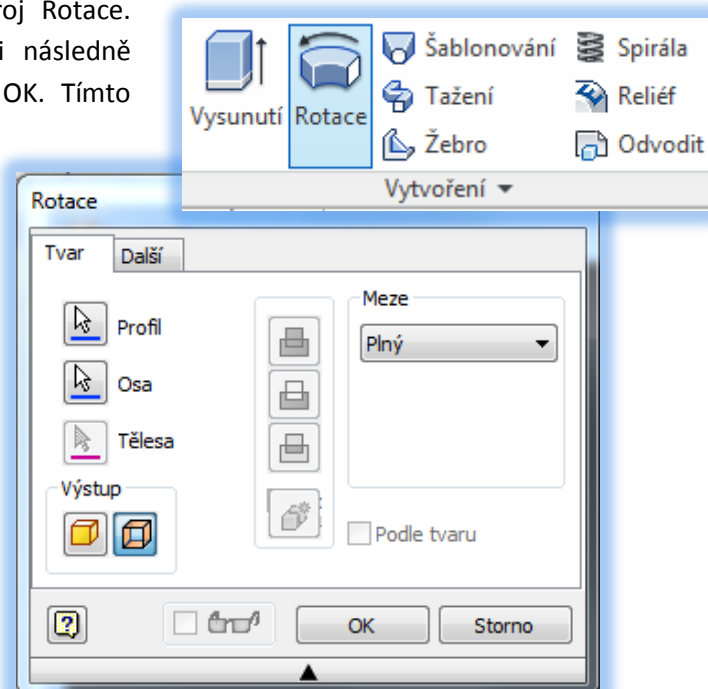 oj Rotace.
i následně
OK. Tímto
Vysunutí
Rotace
Šablonování
Spirála
Tažení
Reliéf
Žebro
Odvodit
Vytvoření
Rotace
Tvar
Další
Profil
Osa
Tělesa
Výstup
Meze
Plný
Podle tvaru
OK
Storno